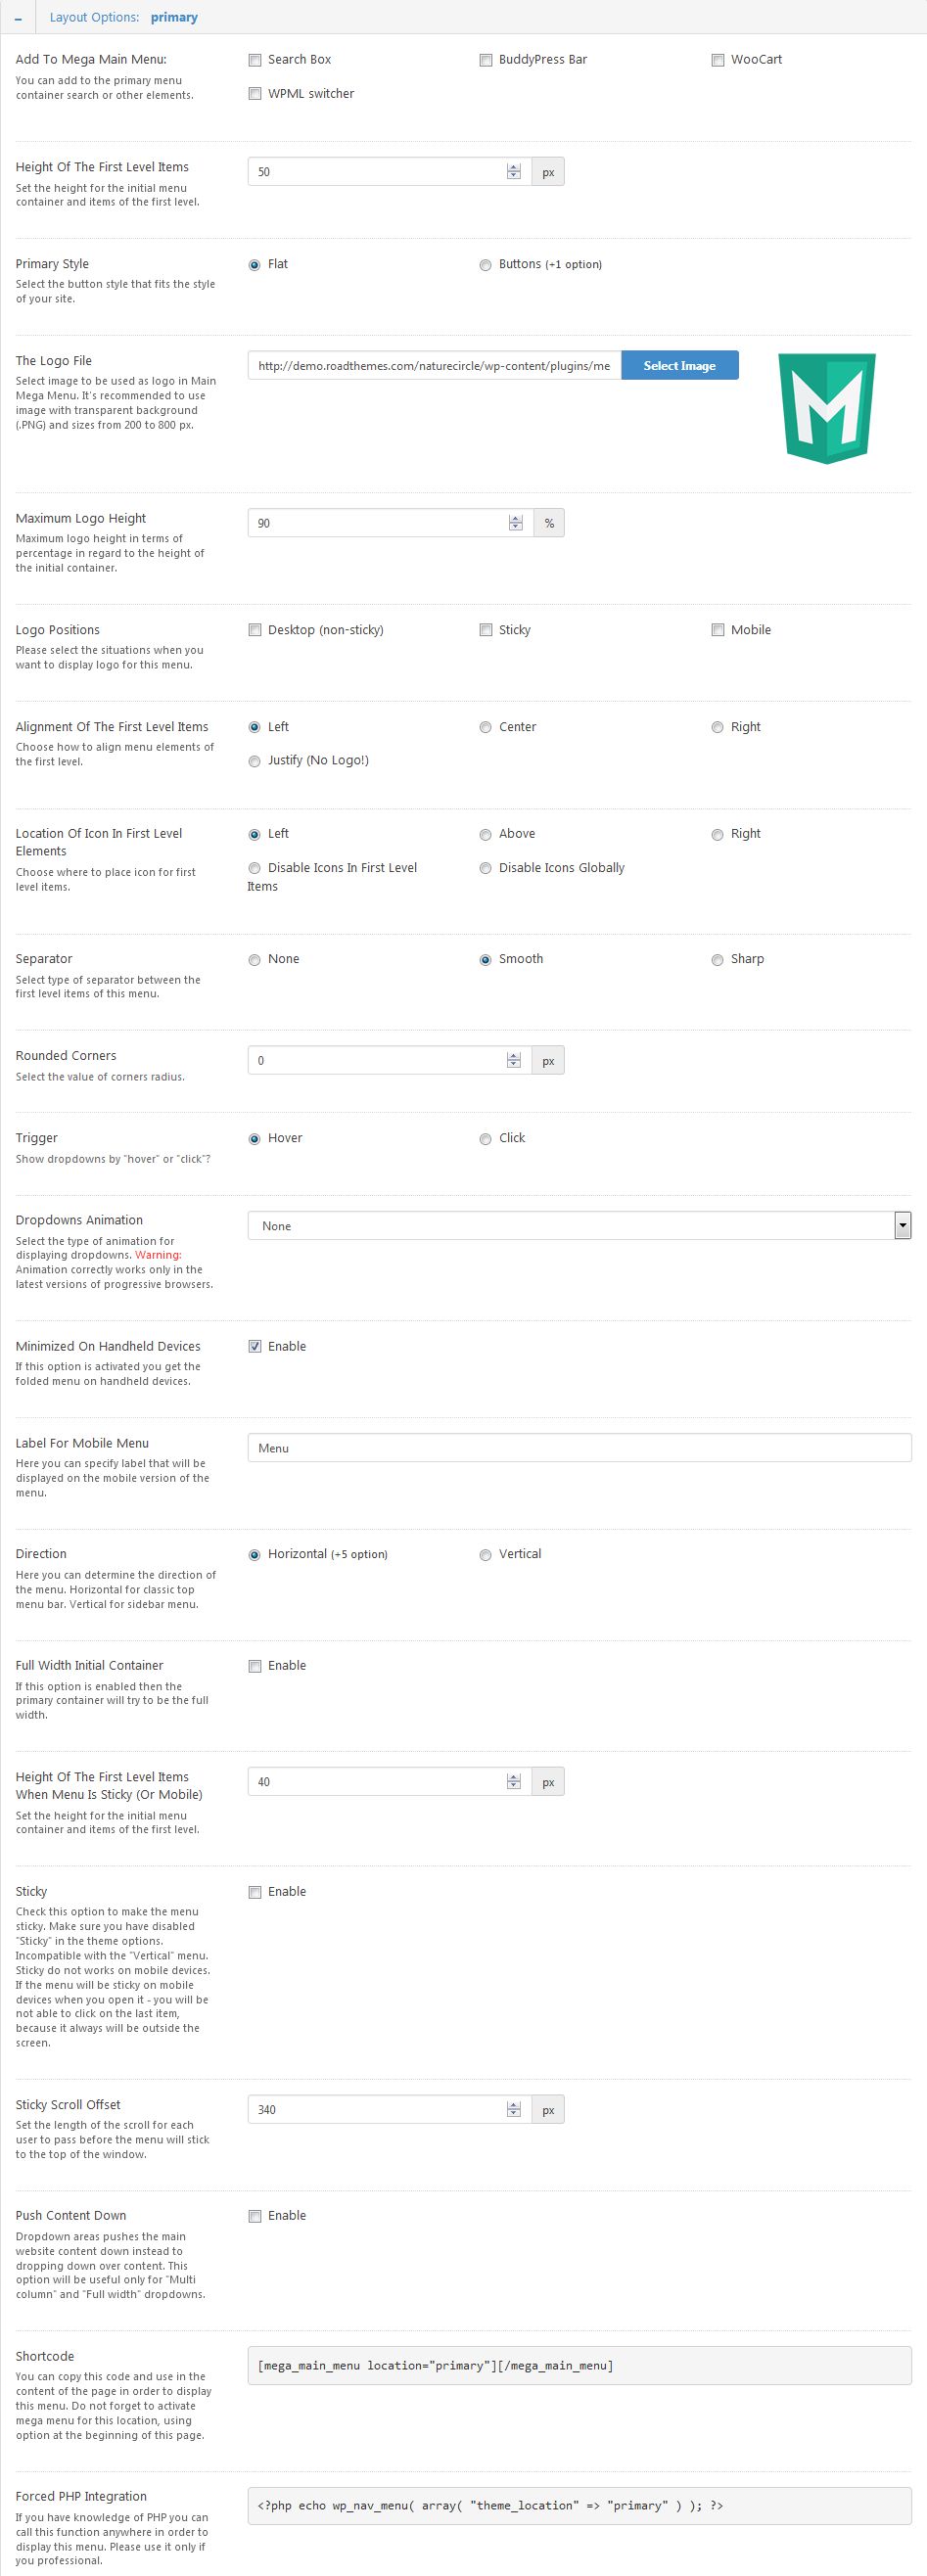 – Layout Options: primary
Add To Mega Main Menu:
You can add to the primary menu
container search or other elements.
Search Box
BuddyPress Bar
WooCart
WPML switcher
Height Of The First Level Items
Set the height for the initial menu
container and items of the first level.
50 px
Primary Style
Select the button style that fits the style
of your site.
Flat
Buttons (+1 option)
The Logo File
Select image to be used as logo in Main
Mega Menu. It's recommended to use
image with transparent background
(.PNG) and sizes from 200 to 800 px.
http://demo.roadthemes.com/naturecircle/wp-content/plugins/me
Select Image
M
Maximum Logo Height
Maximum logo height in terms of
percentage in regard to the height of
the initial container.
90 %
Logo Positions
Please select the situations when you
want to display logo for this menu.
Desktop (non-sticky)
Sticky
Mobile
Alignment Of The First Level Items
Choose how to align menu elements of
the first level.
Left
Center
Right
Justify (No Logo!)
Location Of Icon In First Level
Elements
Choose where to place icon for first
level items.
Left
Above
Right
Disable Icons In First Level
Items
Disable Icons Globally
Separator
Select type of separator between the
first level items of this menu.
None
Smooth
Sharp
Rounded Corners
Select the value of corners radius.
0 px
Trigger
Show dropdowns by "hover" or "click"?
Hover
Click
Dropdowns Animation
Select the type of animation for
displaying dropdowns. Warning:
Animation correctly works only in the
latest versions of progressive browsers.
None
Minimized On Handheld Devices
If this option is activated you get the
folded menu on handheld devices.
Enable
Label For Mobile Menu
Here you can specify label that will be
displayed on the mobile version of the
menu.
Menu
Direction
Here you can determine the direction of
the menu. Horizontal for classic top
menu bar. Vertical for sidebar menu.
Horizontal (+5 option)
Vertical
Full Width Initial Container
If this option is enabled then the
primary container will try to be the full
width.
Enable
Height Of The First Level Items
When Menu Is Sticky (Or Mobile)
Set the height for the initial menu
container and items of the first level.
40 px
Sticky
Check this option to make the menu
sticky. Make sure you have disabled
"Sticky" in the theme options.
Incompatible with the "Vertical" menu.
Sticky do not works on mobile devices.
If the menu will be sticky on mobile
devices when you open it - you will be
not able to click on the last item,
because it always will be outside the
screen.
Enable
Sticky Scroll Offset
Set the length of the scroll for each
user to pass before the menu will stick
to the top of the window.
340 px
Push Content Down
Dropdown areas pushes the main
website content down instead to
dropping down over content. This
option will be useful only for "Multi
column" and "Full width" dropdowns.
Enable
Shortcode
You can copy this code and use in the
content of the page in order to display
this menu. Do not forget to activate
mega menu for this location, using
option at the beginning of this page.
[mega_main_menu location="primary"][/mega_main_menu]
Forced PHP Integration
If you have knowledge of PHP you can
call this function anywhere in order to
display this menu. Please use it only if
you professional.
<?php echo wp_nav_menu( array( "theme_location" => "primary" ) ); ?>